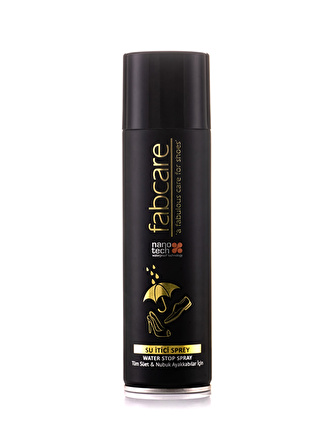 fabcare
'a fabulous care for shoes'
nano
tech
SU İTİCİ SPREY
WATER STOP SPRAY
Tüm Süet & Nubuk Ayakkabılar İçin